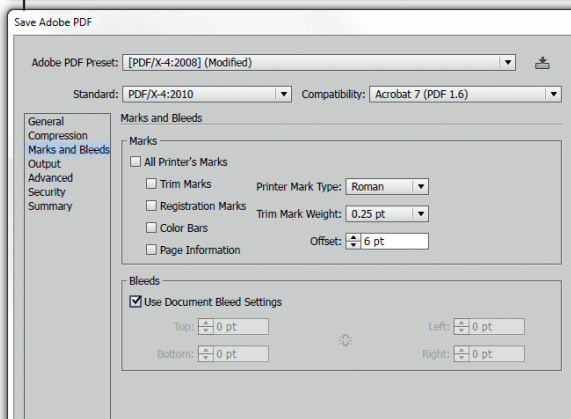 Save Adobe PDF
Adobe PDF Preset: [PDF/X-4:2008] (Modified)
Standard: PDF/X-4:2010 Compatibility: Acrobat 7 (PDF 1.6)
General
Compression
Marks and Bleeds
Output
Advanced
Security
Summary
Marks and Bleeds
Marks
All Printer's Marks
Trim Marks Printer Mark Type: Roman
Registration Marks Trim Mark Weight: 0.25 pt
Color Bars
Offset: 6 pt
Page Information
Bleeds
Use Document Bleed Settings
Top: 0 pt Left: 0 pt
Bottom: 0 pt Right: 0 pt